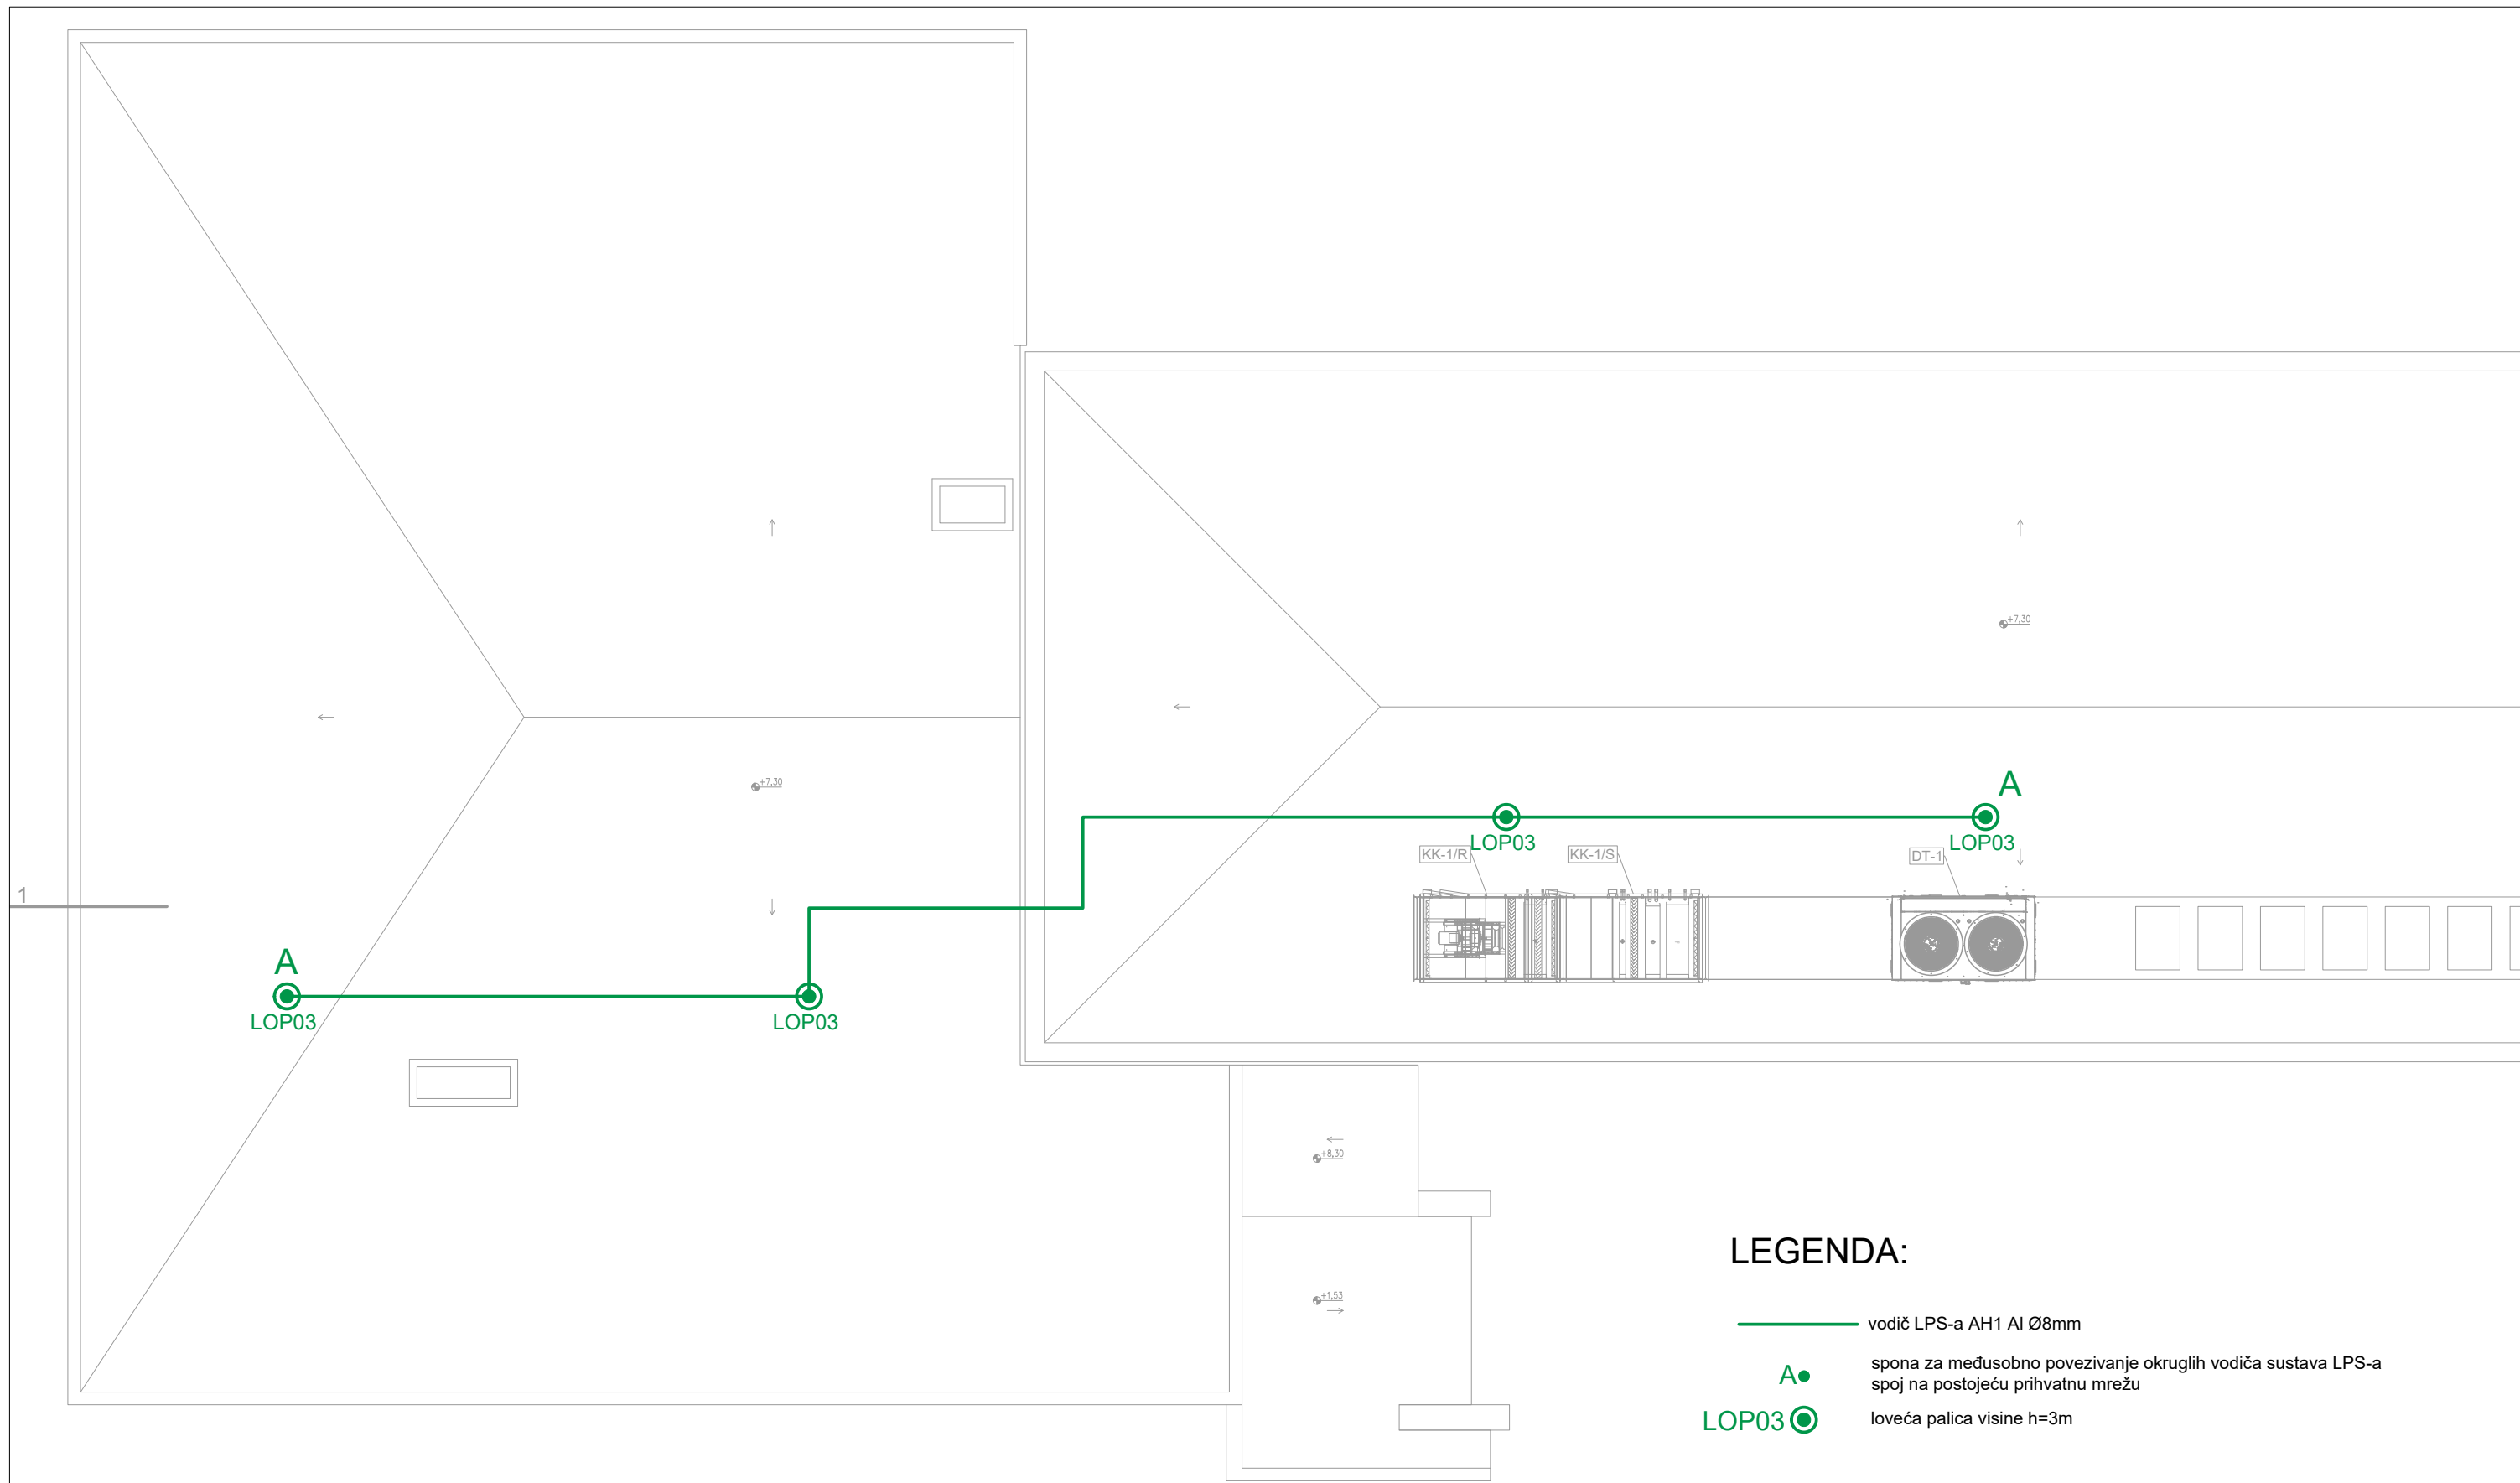 +7,30
+7,30
A
LOP03
LOP03
KK-1/R
KK-1/S
DT-1
1
A
LOP03
LOP03
+8,30
+1,53
LEGENDA:
vodič LPS-a AH1 Al Ø8mm
A
spona za međusobno povezivanje okruglih vodiča sustava LPS-a
spoj na postojeću prihvatnu mrežu
LOP03
loveća palica visine h=3m